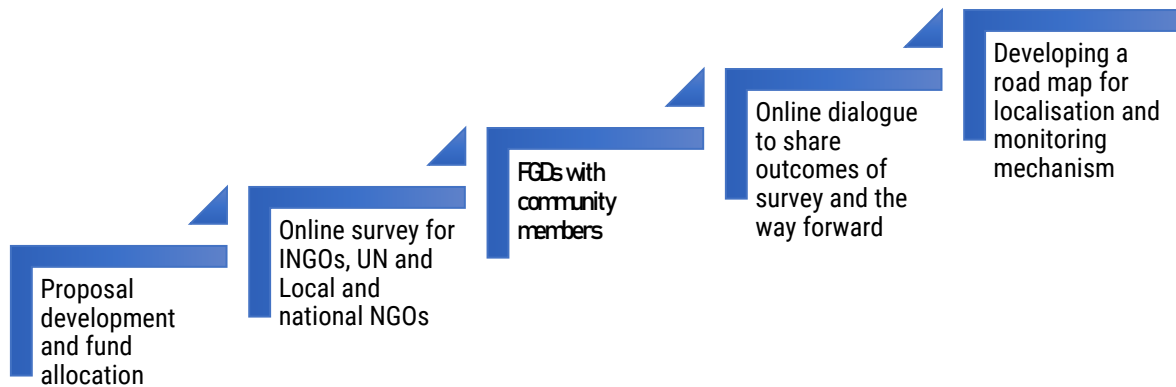 Proposal
development
and fund
allocation
Online survey for
INGOs, UN and
Local and
national NGOs
FGDs with
community
members
Online dialogue
to share
outcomes of
survey and the
way forward
Developing a
road map for
localisation and
monitoring
mechanism